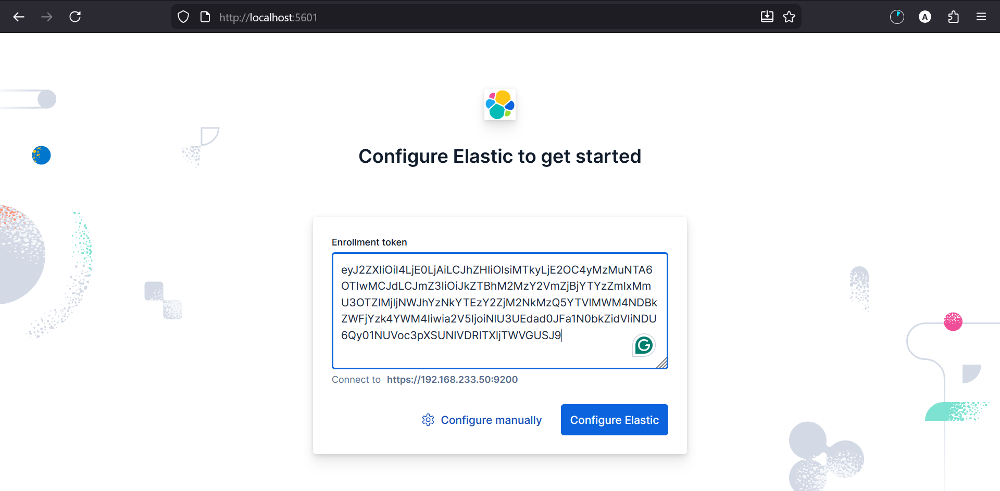 http://localhost:5601
A
Configure Elastic to get started
Enrollment token
eyJ2ZXIiOiI4LjE0LjAiLCJhZHIiOlsiMTkyLjE2OC4yMzMuNTA6
OTIwMCJdLCJmZ3IiOiJkZTBhM2MzY2VmZjBjYTYzZmIxMm
U3OTZlMjljNWJhYzNkYTEzY2ZjM2NkMzQ5YTVlMWM4NDBk
ZWFjYzk4YWM4Iiwia2V5IjoiNlU3UEdad0JFa1N0bkZidVliNDU
6Qy01NUVoc3pXSUNIVDRITXljTWVGUSJ9
Connect to https://192.168.233.50:9200
Configure manually
Configure Elastic